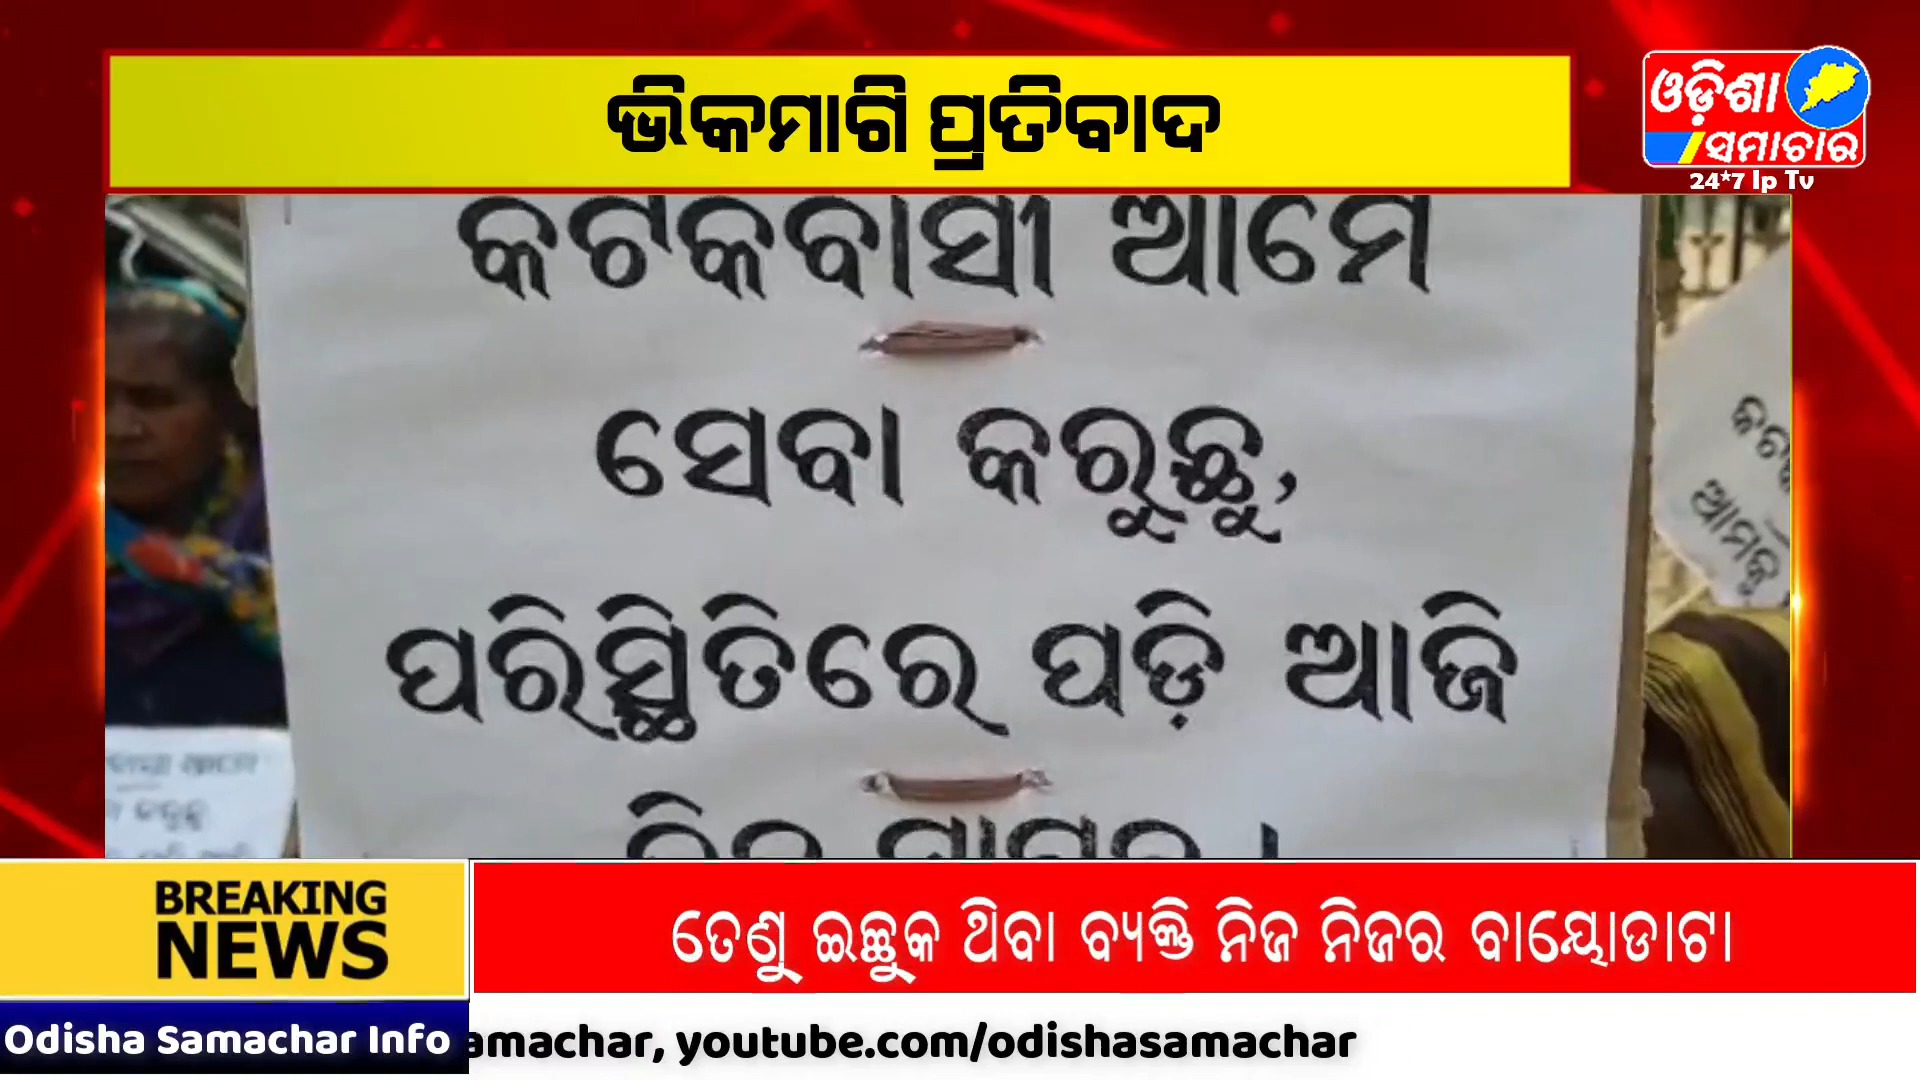 ଭିକମାଗି ପ୍ରତିବାଦ
ଓଡ଼ିଶା
ସମାଚାର
24*7 Ip Tv
କଟକବାସୀ ଆମେ
ସେବା କରୁଛୁ,
ପରିସ୍ଥିତିରେ ପଡ଼ି ଆଜି
ଆମକୁ
BREAKING
NEWS
ତେଣୁ ଇଚ୍ଛୁକ ଥିବା ବ୍ୟକ୍ତି ନିଜ ନିଜର ବାୟୋଡାଟା
Odisha Samachar Info
amachar, youtube.com/odishasamachar